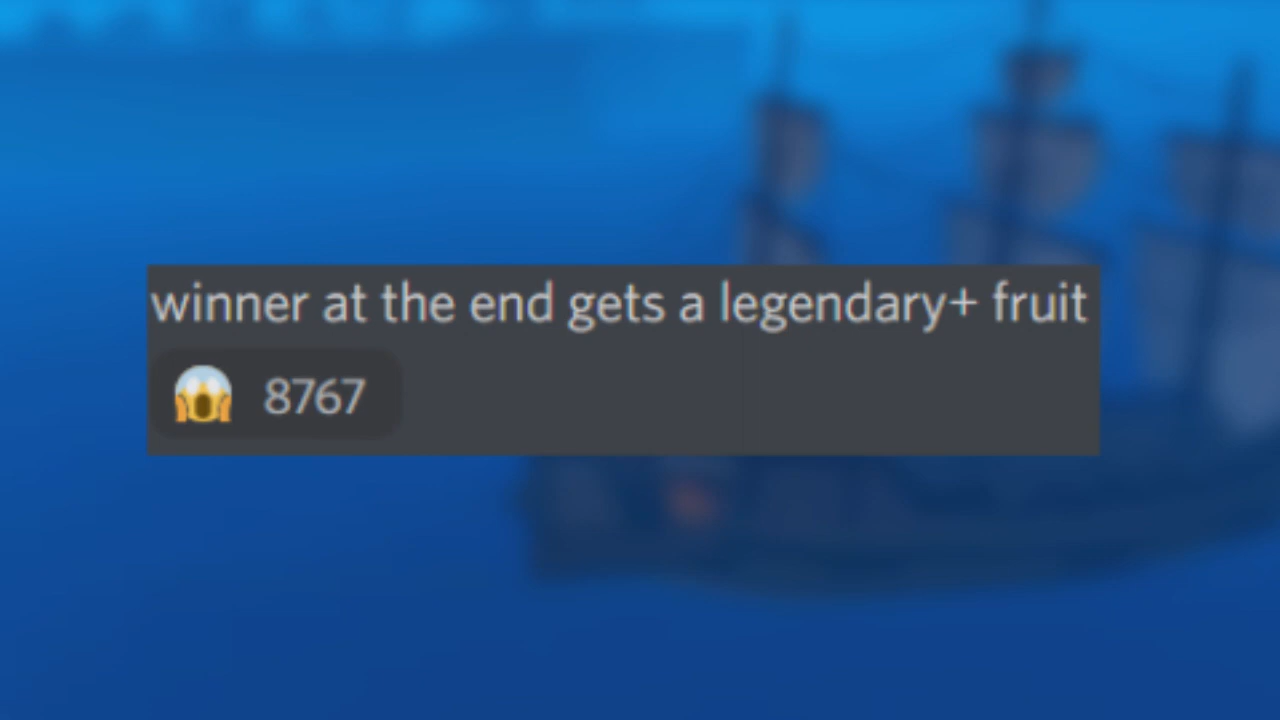 winner at the end gets a legendary+ fruit
😱 8767